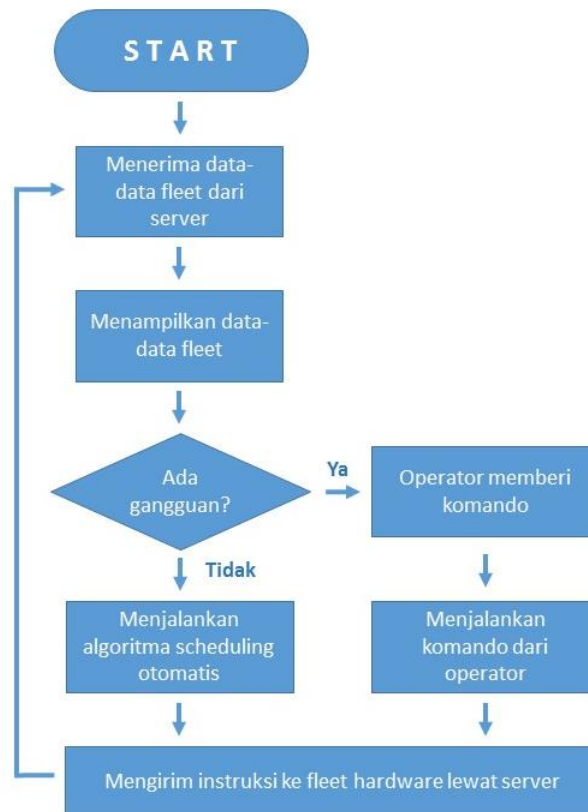 START
Menerima data-
data fleet dari
server
Menampilkan data-
data fleet
Ada
gangguan?
Ya
Operator memberi
komando
Tidak
Menjalankan
algoritma scheduling
otomatis
Menjalankan
komando dari
operator
Mengirim instruksi ke fleet hardware lewat server